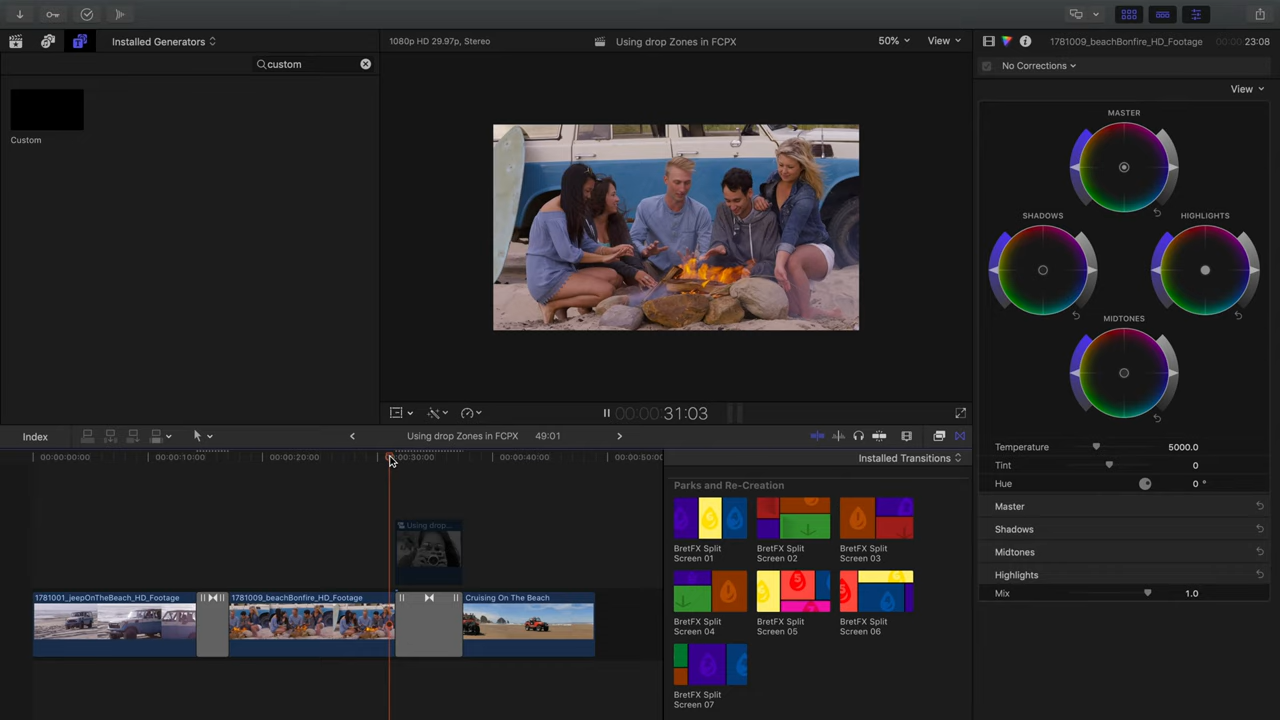 Installed Generators
1080p HD 29.97p, Stereo
Using drop Zones in FCPX
50%
View
1781009_beachBonfire_HD_Footage
00:00:23:08
custom
No Corrections
View
Custom
MASTER
SHADOWS
HIGHLIGHTS
MIDTONES
00:00:00:31:03
Index
Using drop Zones in FCPX
49:01
Temperature
5000.0
Tint
0
Hue
0 °
00:00:00:00
00:00:10:00
00:00:20:00
00:00:30:00
00:00:40:00
00:00:50:00
Installed Transitions
Parks and Re-Creation
Master
Shadows
Midtones
Highlights
Mix
1.0
Using drop...
BretFX Split
Screen 01
BretFX Split
Screen 02
BretFX Split
Screen 03
1781001_jeepOnTheBeach_HD_Footage
1781009_beachBonfire_HD_Footage
Cruising On The Beach
BretFX Split
Screen 04
BretFX Split
Screen 05
BretFX Split
Screen 06
BretFX Split
Screen 07